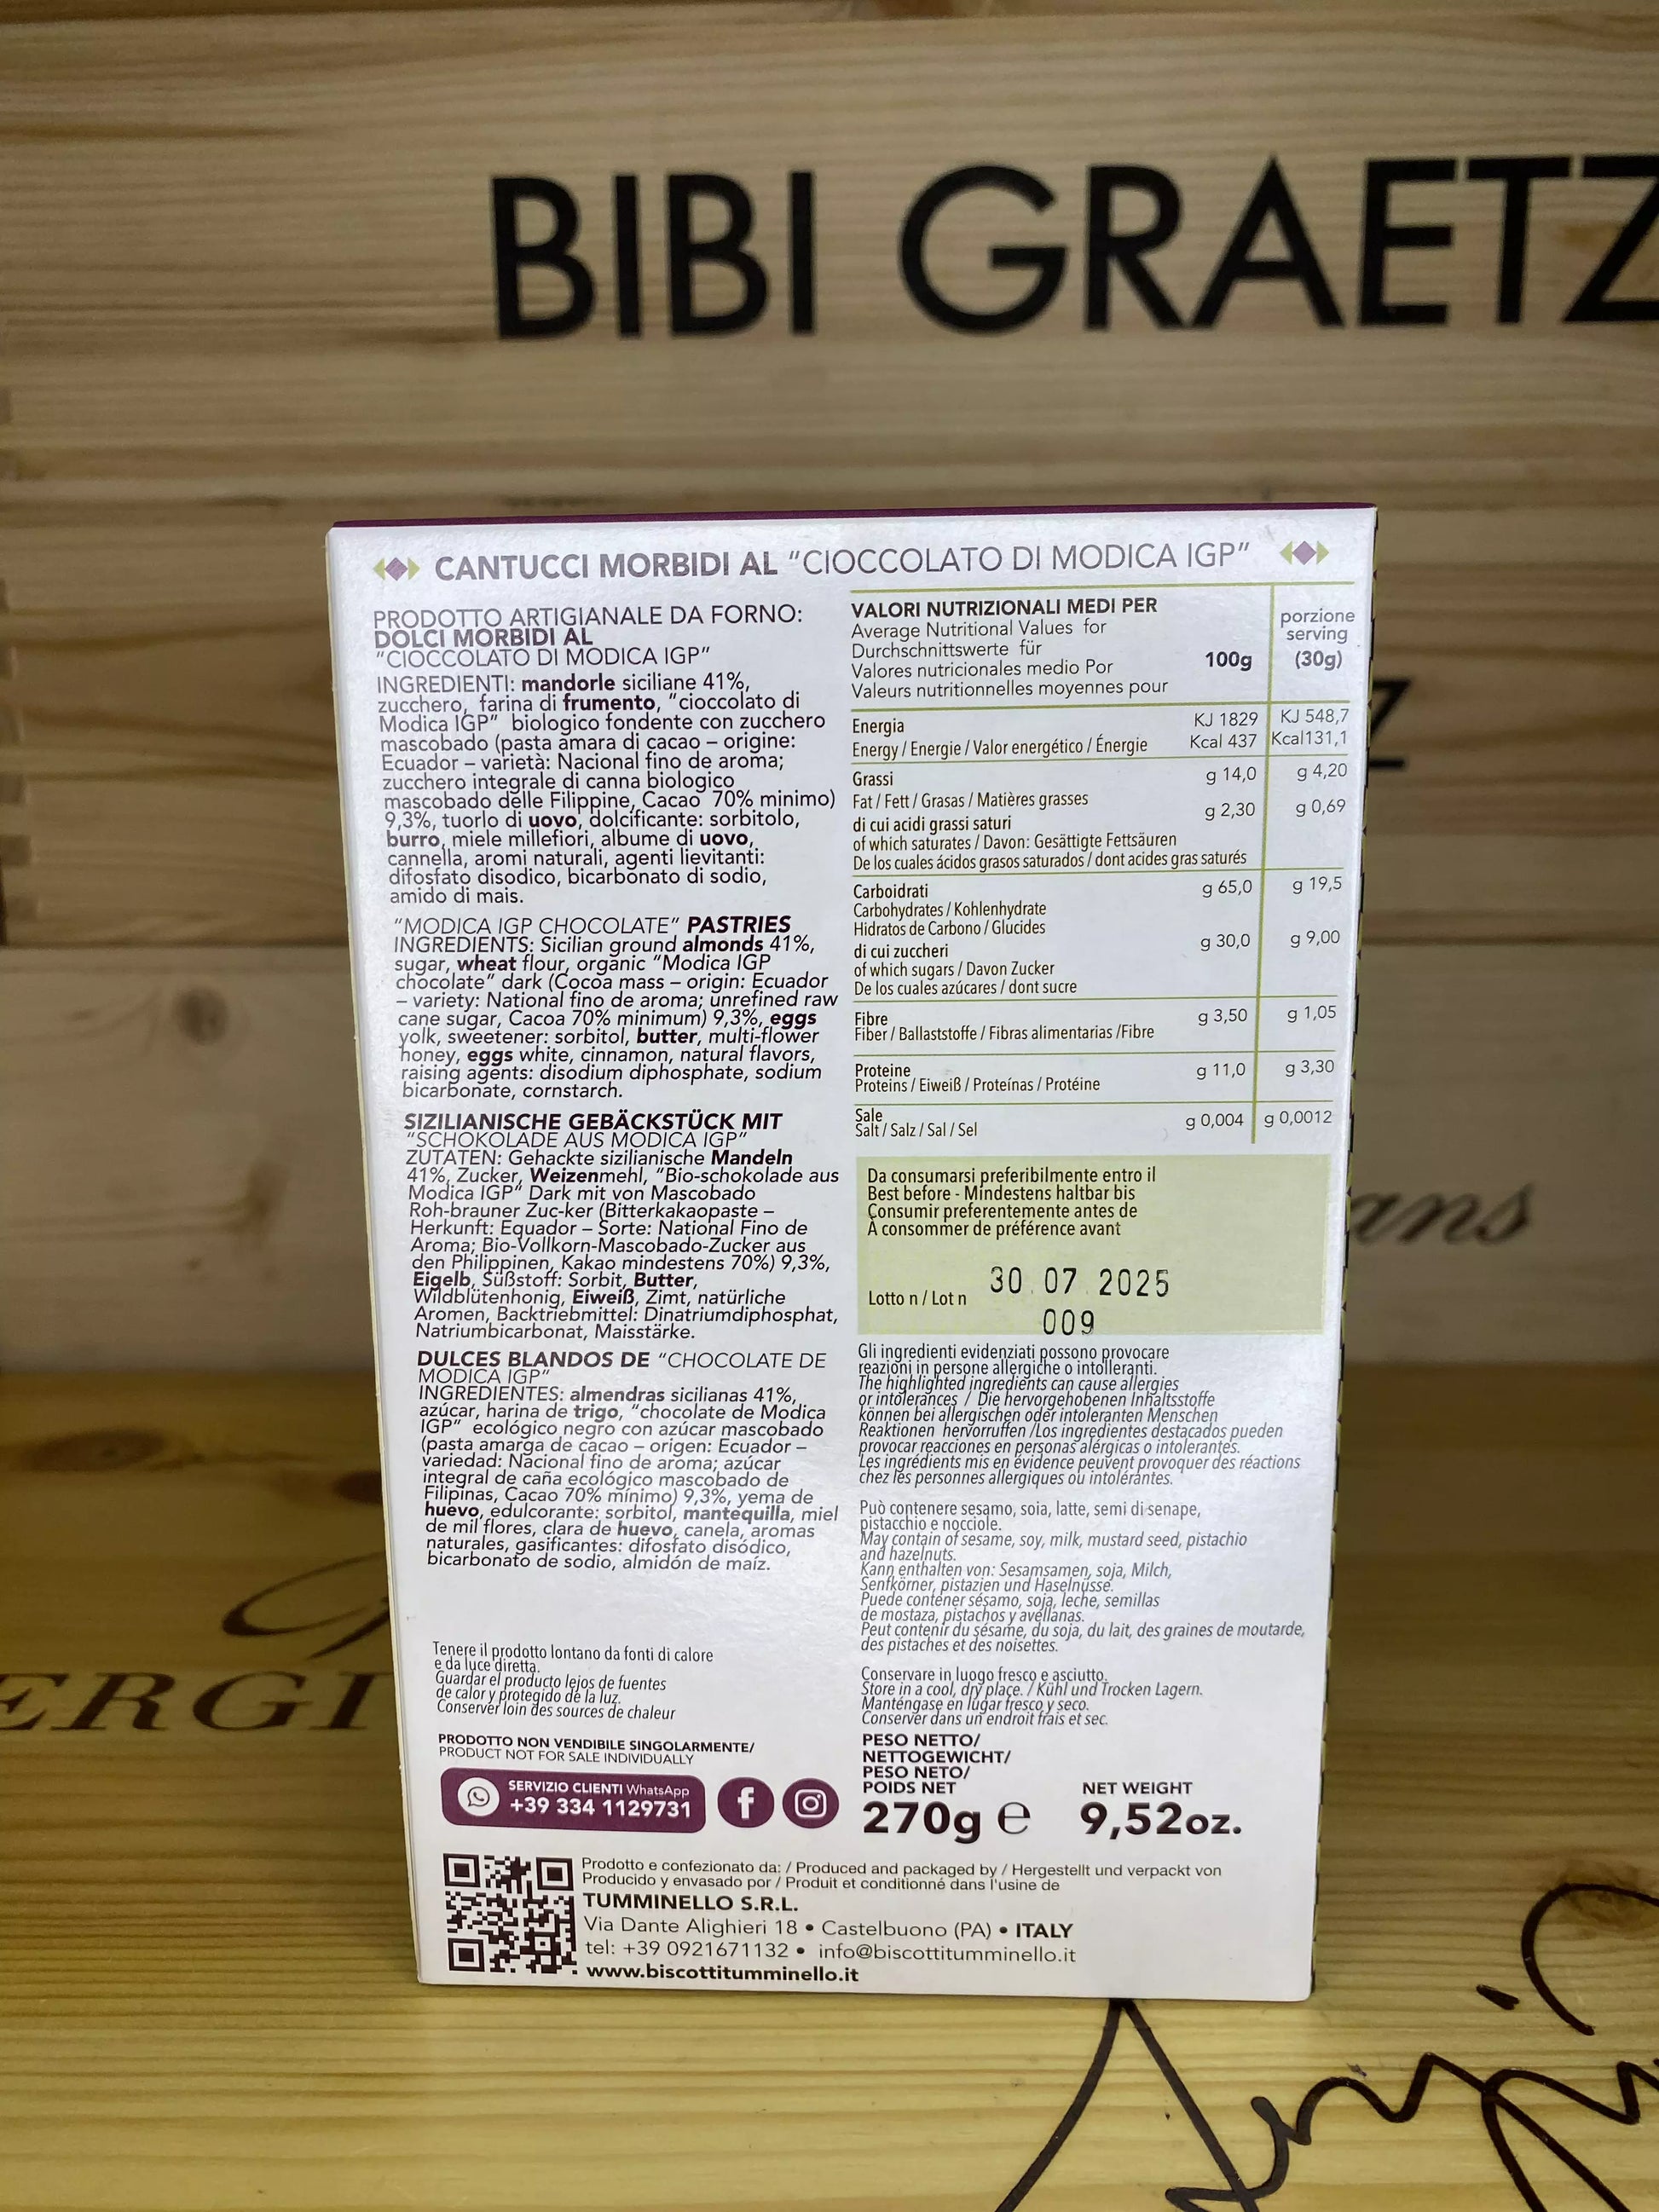 BIBI GRAETZ
CANTUCCI MORBIDI AL "CIOCCOLATO DI MODICA IGP"
PRODOTTO ARTIGIANALE DA FORNO:
DOLCI MORBIDI AL
"CIOCCOLATO DI MODICA IGP"
INGREDIENTI: mandorle siciliane 41%,
zucchero, farina di frumento, "cioccolato di
Modica IGP" biologico fondente con zucchero
mascobado (pasta amara di cacao – origine:
Ecuador – varietà: Nacional fino de aroma;
zucchero integrale di canna biologico
mascobado delle Filippine, Cacao 70% minimo)
9,3%, tuorlo di uovo, dolcificante: sorbitolo,
burro, miele millefiori, albume di uovo,
cannella, aromi naturali, agenti lievitanti:
difosfato disodico, bicarbonato di sodio,
amido di mais.
"MODICA IGP CHOCOLATE" PASTRIES
INGREDIENTS: Sicilian ground almonds 41%,
sugar, wheat flour, organic "Modica IGP
chocolate" dark (Cocoa mass – origin: Ecuador
– variety: National fino de aroma; unrefined raw
cane sugar, Cacoa 70% minimum) 9,3%, eggs
yolk, sweetener: sorbitol, butter, multi-flower
honey, eggs white, cinnamon, natural flavors,
raising agents: disodium diphosphate, sodium
bicarbonate, cornstarch.
SIZILIANISCHE GEBÄCKSTÜCK MIT
"SCHOKOLADE AUS MODICA IGP"
ZUTATEN: Gehackte sizilianische Mandeln
41%, Zucker, Weizenmehl, "Bio-schokolade aus
Modica IGP" Dark mit von Mascobado
Roh-brauner Zuc-ker (Bitterkakaopaste –
Herkunft: Equador – Sorte: National Fino de
Aroma; Bio-Vollkorn-Mascobado-Zucker aus
den Philippinen, Kakao mindestens 70%) 9,3%,
Eigelb, Süßstoff: Sorbit, Butter,
Wildblütenhonig, Eiweiß, Zimt, natürliche
Aromen, Backtriebmittel: Dinatriumdiphosphat,
Natriumbicarbonat, Maisstärke.
DULCES BLANDOS DE "CHOCOLATE DE
MODICA IGP"
INGREDIENTES: almendras sicilianas 41%,
azúcar, harina de trigo, "chocolate de Modica
IGP" ecológico negro con azúcar mascobado
(pasta amarga de cacao – origen: Ecuador –
variedad: Nacional fino de aroma; azúcar
integral de caña ecológico mascobado de
Filipinas, Cacao 70% mínimo) 9,3%, yema de
huevo, edulcorante: sorbitol, mantequilla, miel
de mil flores, clara de huevo, canela, aromas
naturales, gasificantes: difosfato disódico,
bicarbonato de sodio, almidón de maíz.
Tenere il prodotto lontano da fonti di calore
e da luce diretta.
Guardar el producto lejos de fuentes
de calor y protegido de la luz.
Conserver loin des sources de chaleur
PRODOTTO NON VENDIBILE SINGOLARMENTE/
PRODUCT NOT FOR SALE INDIVIDUALLY
SERVIZIO CLIENTI WhatsApp
+39 334 1129731
VALORI NUTRIZIONALI MEDI PER
Average Nutritional Values for
Durchschnittswerte für
Valores nutricionales medio Por
Valeurs nutritionnelles moyennes pour
100g
porzione
serving
(30g)
Energia KJ 1829 KJ 548,7
Energy / Energie / Valor energético / Énergie Kcal 437 Kcal131,1
Grassi g 14,0 g 4,20
Fat / Fett / Grasas / Matières grasses
di cui acidi grassi saturi g 2,30 g 0,69
of which saturates / Davon: Gesättigte Fettsäuren
De los cuales ácidos grasos saturados / dont acides gras saturés
Carboidrati g 65,0 g 19,5
Carbohydrates / Kohlenhydrate
Hidratos de Carbono / Glucides
di cui zuccheri g 30,0 g 9,00
of which sugars / Davon Zucker
De los cuales azúcares / dont sucre
Fibre g 3,50 g 1,05
Fiber / Ballaststoffe / Fibras alimentarias /Fibre
Proteine g 11,0 g 3,30
Proteins / Eiweiß / Proteínas / Protéine
Sale g 0,004 g 0,0012
Salt / Salz / Sal / Sel
Da consumarsi preferibilmente entro il
Best before - Mindestens haltbar bis
Consumir preferentemente antes de
À consommer de préférence avant
30 07 2025
Lotto n / Lot n
009
Gli ingredienti evidenziati possono provocare
reazioni in persone allergiche o intolleranti.
The highlighted ingredients can cause allergies
or intolerances / Die hervorgehobenen Inhaltsstoffe
können bei allergischen oder intoleranten Menschen
Reaktionen hervorruffen /Los ingredientes destacados pueden
provocar reacciones en personas alérgicas o intolerantes.
Les ingrédients mis en évidence peuvent provoquer des réactions
chez les personnes allergiques ou intolérantes.
Può contenere sesamo, soia, latte, semi di senape,
pistacchio e nocciole.
May contain of sesame, soy, milk, mustard seed, pistachio
and hazelnuts.
Kann enthalten von: Sesamsamen, soja, Milch,
Senfkörner, pistazien und Haselnüsse.
Puede contener sésamo, soja, leche, semillas
de mostaza, pistachos y avellanas.
Peut contenir du sésame, du soja, du lait, des graines de moutarde,
des pistaches et des noisettes.
Conservare in luogo fresco e asciutto.
Store in a cool, dry place. / Kühl und Trocken Lagern.
Manténgase en lugar fresco y seco.
Conserver dans un endroit frais et sec.
PESO NETTO/
NETTOGEWICHT/
PESO NETO/
POIDS NET
270g e
NET WEIGHT
9,52oz.
Prodotto e confezionato da: / Produced and packaged by / Hergestellt und verpackt von
Producido y envasado por / Produit et conditionné dans l'usine de
TUMMINELLO S.R.L.
Via Dante Alighieri 18 • Castelbuono (PA) • ITALY
tel: +39 0921671132 • info@biscottitumminello.it
www.biscottitumminello.it